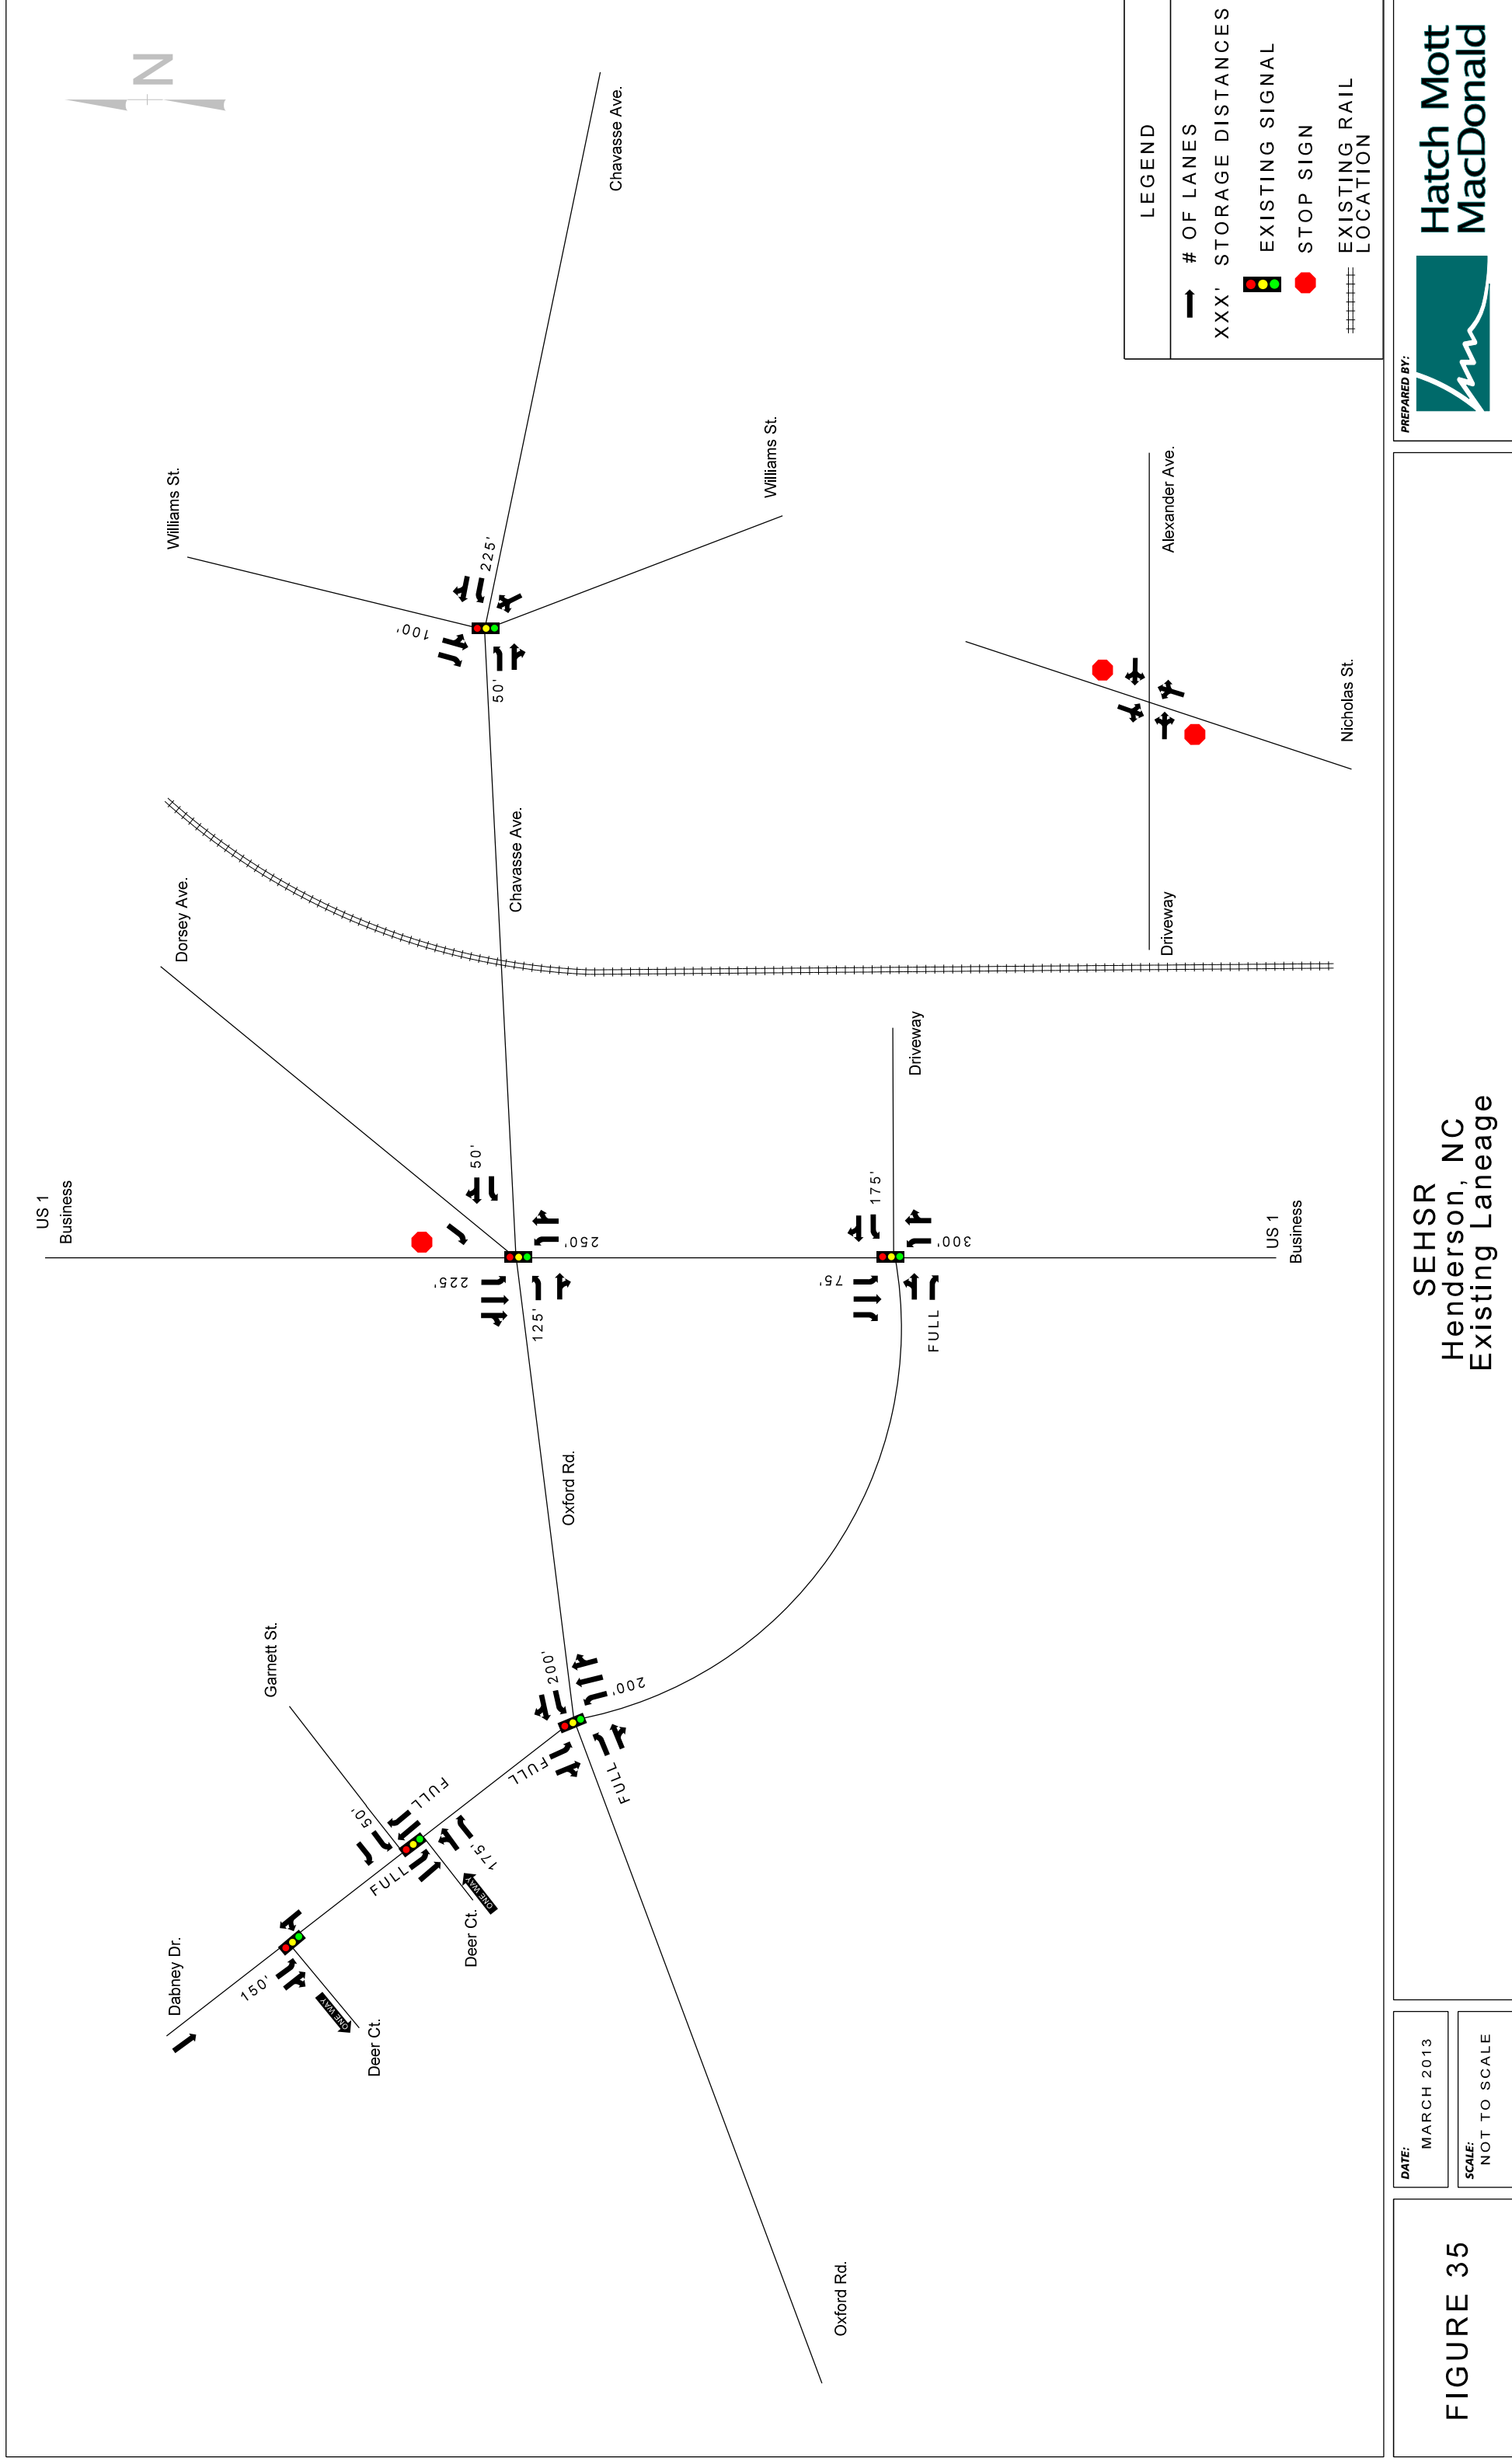 N
US 1
Business
Dorsey Ave.
Williams St.
Garnett St.
Dabney Dr.
150'
ONE WAY
Deer Ct.
FULL
50'
FULL
175'
ONE WAY
Deer Ct.
FULL
200'
200'
FULL
Oxford Rd.
Oxford Rd.
225'
50'
125'
250'
Chavasse Ave.
100'
225'
50'
Chavasse Ave.
Williams St.
75'
175'
FULL
300'
Driveway
US 1
Business
Driveway
Alexander Ave.
Nicholas St.
LEGEND
# OF LANES
XXX' STORAGE DISTANCES
EXISTING SIGNAL
STOP SIGN
EXISTING RAIL
LOCATION
FIGURE 35
DATE:
MARCH 2013
SCALE:
NOT TO SCALE
SEHSR
Henderson, NC
Existing Laneage
PREPARED BY:
Hatch Mott
MacDonald